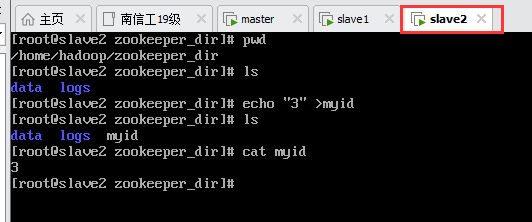 主页 南信工19级 master slave1 slave2
[root@slave2 zookeeper_dir]# pwd
/home/hadoop/zookeeper_dir
[root@slave2 zookeeper_dir]# ls
data logs
[root@slave2 zookeeper_dir]# echo "3" >myid
[root@slave2 zookeeper_dir]# ls
data logs myid
[root@slave2 zookeeper_dir]# cat myid
3
[root@slave2 zookeeper_dir]#